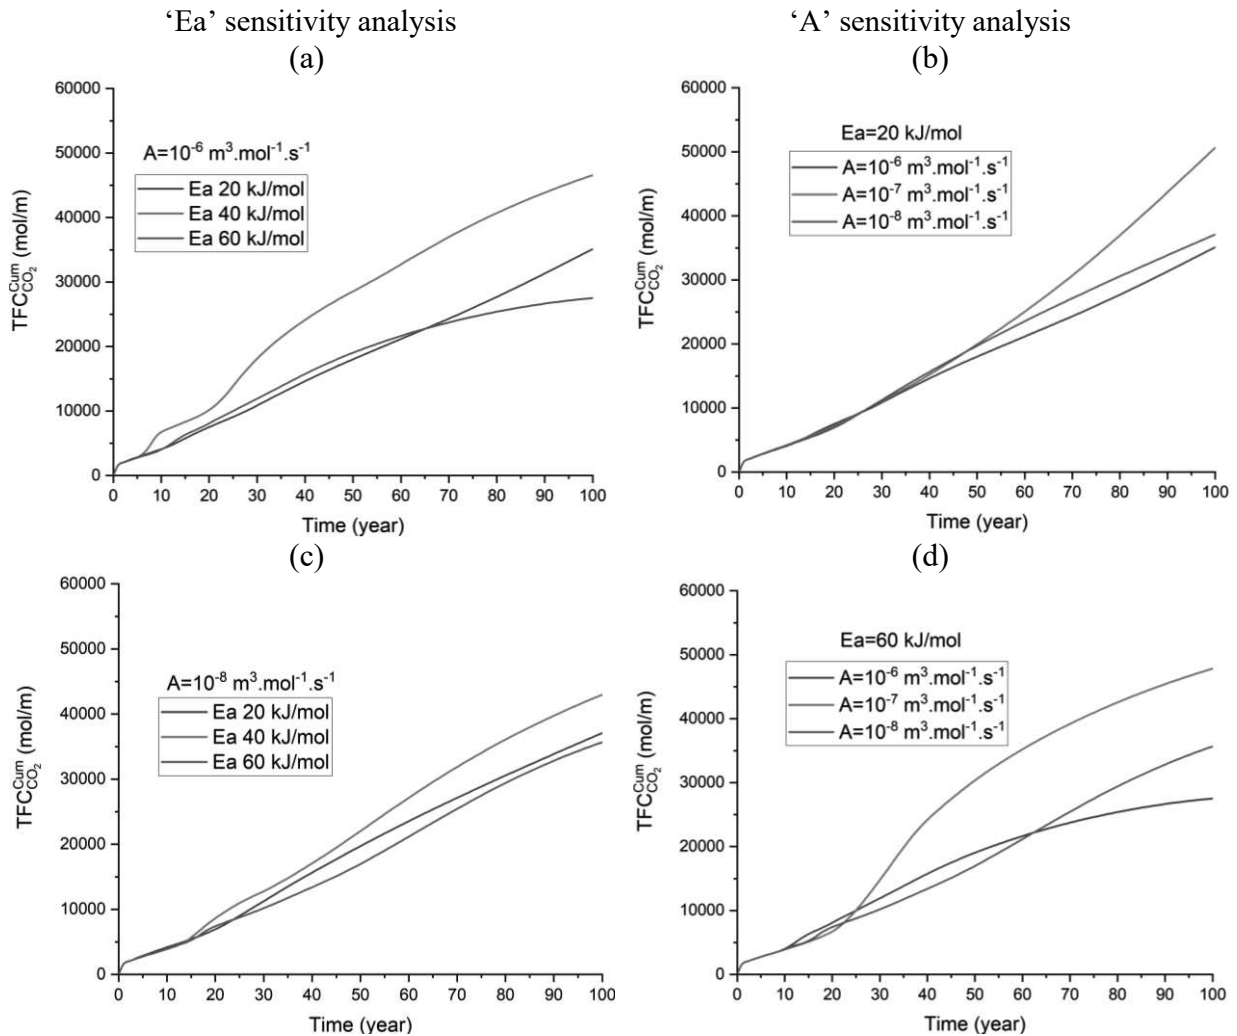 ‘Ea’ sensitivity analysis
‘A’ sensitivity analysis
(a)
60000
50000
40000
30000
20000
10000
0
TFC_CO₂^Cum (mol/m)
A=10⁻⁶ m³.mol⁻¹.s⁻¹
Ea 20 kJ/mol
Ea 40 kJ/mol
Ea 60 kJ/mol
0 10 20 30 40 50 60 70 80 90 100
Time (year)
(b)
60000
50000
40000
30000
20000
10000
0
TFC_CO₂^Cum (mol/m)
Ea=20 kJ/mol
A=10⁻⁶ m³.mol⁻¹.s⁻¹
A=10⁻⁷ m³.mol⁻¹.s⁻¹
A=10⁻⁸ m³.mol⁻¹.s⁻¹
0 10 20 30 40 50 60 70 80 90 100
Time (year)
(c)
60000
50000
40000
30000
20000
10000
0
TFC_CO₂^Cum (mol/m)
A=10⁻⁸ m³.mol⁻¹.s⁻¹
Ea 20 kJ/mol
Ea 40 kJ/mol
Ea 60 kJ/mol
0 10 20 30 40 50 60 70 80 90 100
Time (year)
(d)
60000
50000
40000
30000
20000
10000
0
TFC_CO₂^Cum (mol/m)
Ea=60 kJ/mol
A=10⁻⁶ m³.mol⁻¹.s⁻¹
A=10⁻⁷ m³.mol⁻¹.s⁻¹
A=10⁻⁸ m³.mol⁻¹.s⁻¹
0 10 20 30 40 50 60 70 80 90 100
Time (year)